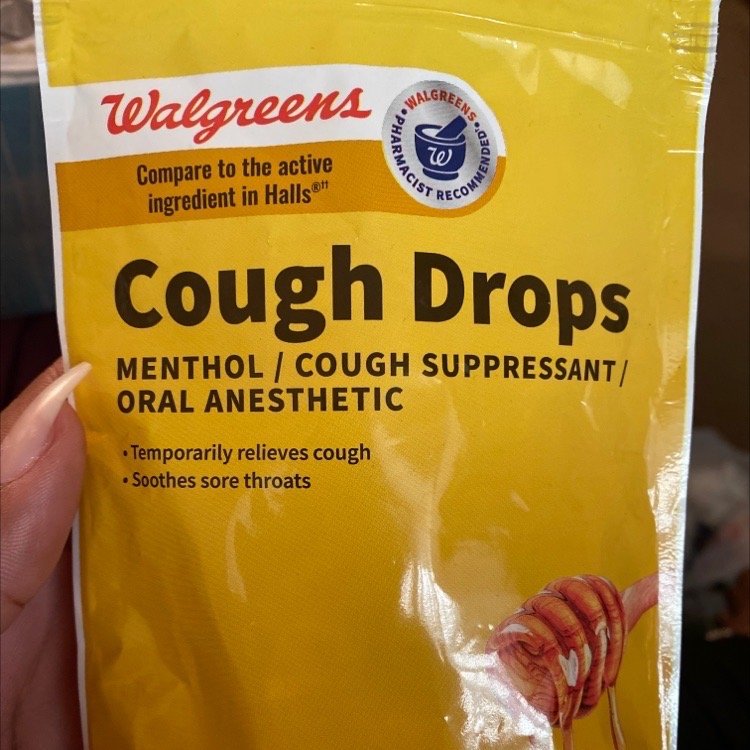 Walgreens
WALGREENS
PHARMACIST RECOMMENDED
W
Compare to the active
ingredient in Halls®††
Cough Drops
MENTHOL / COUGH SUPPRESSANT/
ORAL ANESTHETIC
• Temporarily relieves cough
• Soothes sore throats